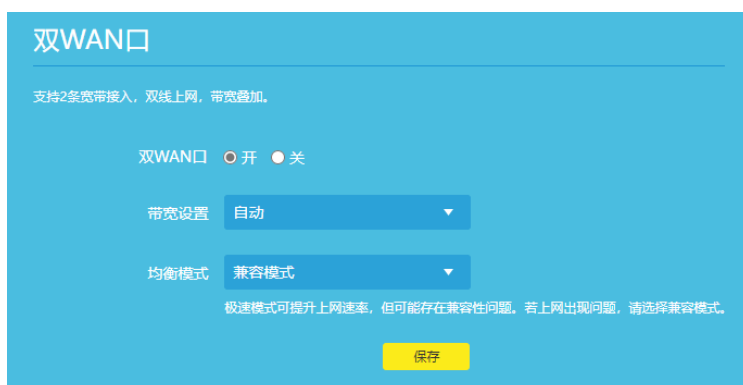 双WAN口
支持2条宽带接入，双线上网，带宽叠加。
双WAN口 开 关
带宽设置 自动
均衡模式 兼容模式
极速模式可提升上网速率，但可能存在兼容性问题。若上网出现问题，请选择兼容模式。
保存